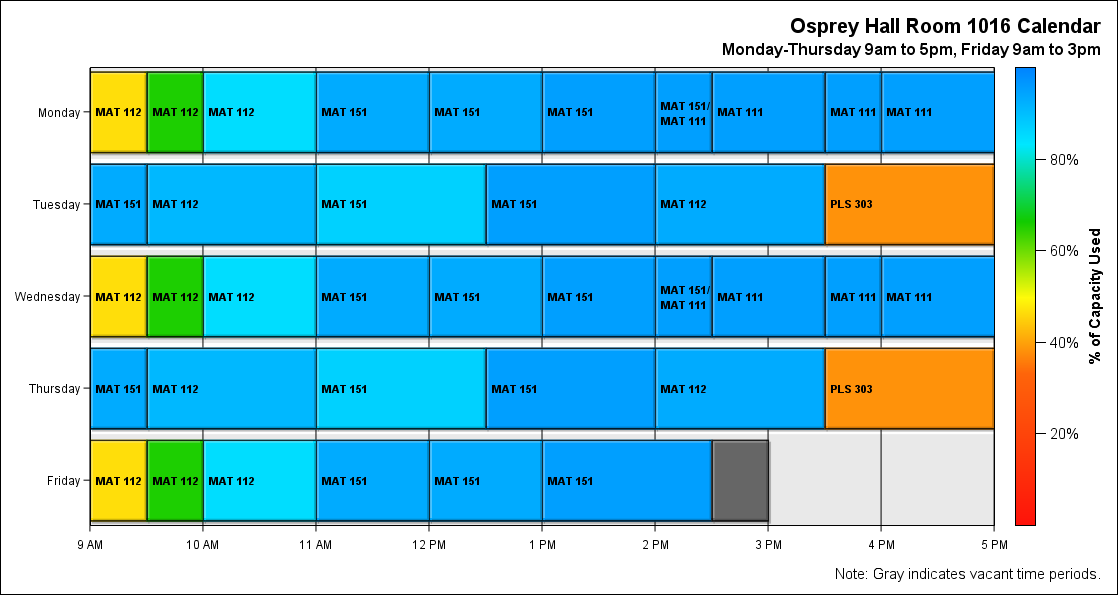 Osprey Hall Room 1016 Calendar
Monday-Thursday 9am to 5pm, Friday 9am to 3pm
Monday
MAT 112
MAT 112
MAT 112
MAT 151
MAT 151
MAT 151
MAT 151/
MAT 111
MAT 111
MAT 111
MAT 111
Tuesday
MAT 151
MAT 112
MAT 151
MAT 151
MAT 112
PLS 303
Wednesday
MAT 112
MAT 112
MAT 112
MAT 151
MAT 151
MAT 151
MAT 151/
MAT 111
MAT 111
MAT 111
MAT 111
Thursday
MAT 151
MAT 112
MAT 151
MAT 151
MAT 112
PLS 303
Friday
MAT 112
MAT 112
MAT 112
MAT 151
MAT 151
MAT 151
9 AM
10 AM
11 AM
12 PM
1 PM
2 PM
3 PM
4 PM
5 PM
80%
60%
40%
20%
% of Capacity Used
Note: Gray indicates vacant time periods.